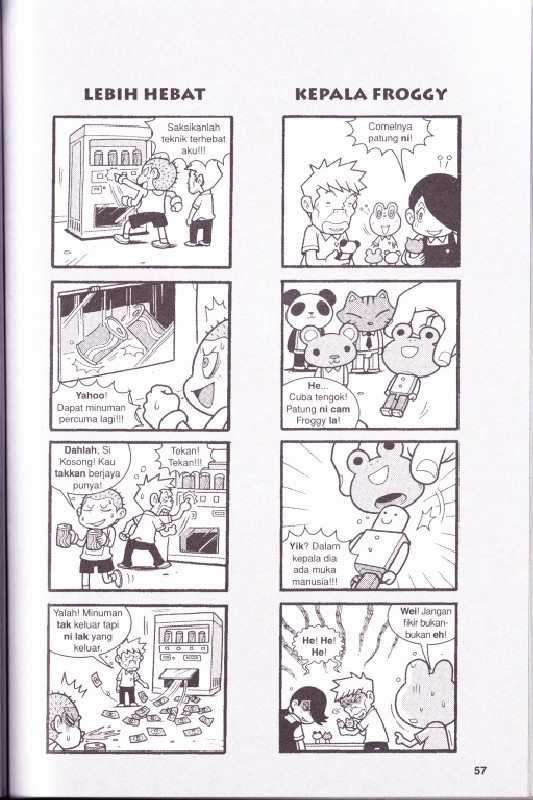 LEBIH HEBAT
Saksikanlah
teknik terhebat
aku!!!
Yahoo!
Dapat minuman
percuma lagi!!!
Dahlah, Si
Kosong! Kau
takkan berjaya
punya!
Tekan!
Tekan!!!
Yalah! Minuman
tak keluar tapi
ni lak yang
keluar.
KEPALA FROGGY
Comelnya
patung ni!
He...
Cuba tengok!
Patung ni cam
Froggy la!
Yik? Dalam
kepala dia
ada muka
manusia!!!
He! He!
He!
Wei! Jangan
fikir bukan-
bukan eh!
57